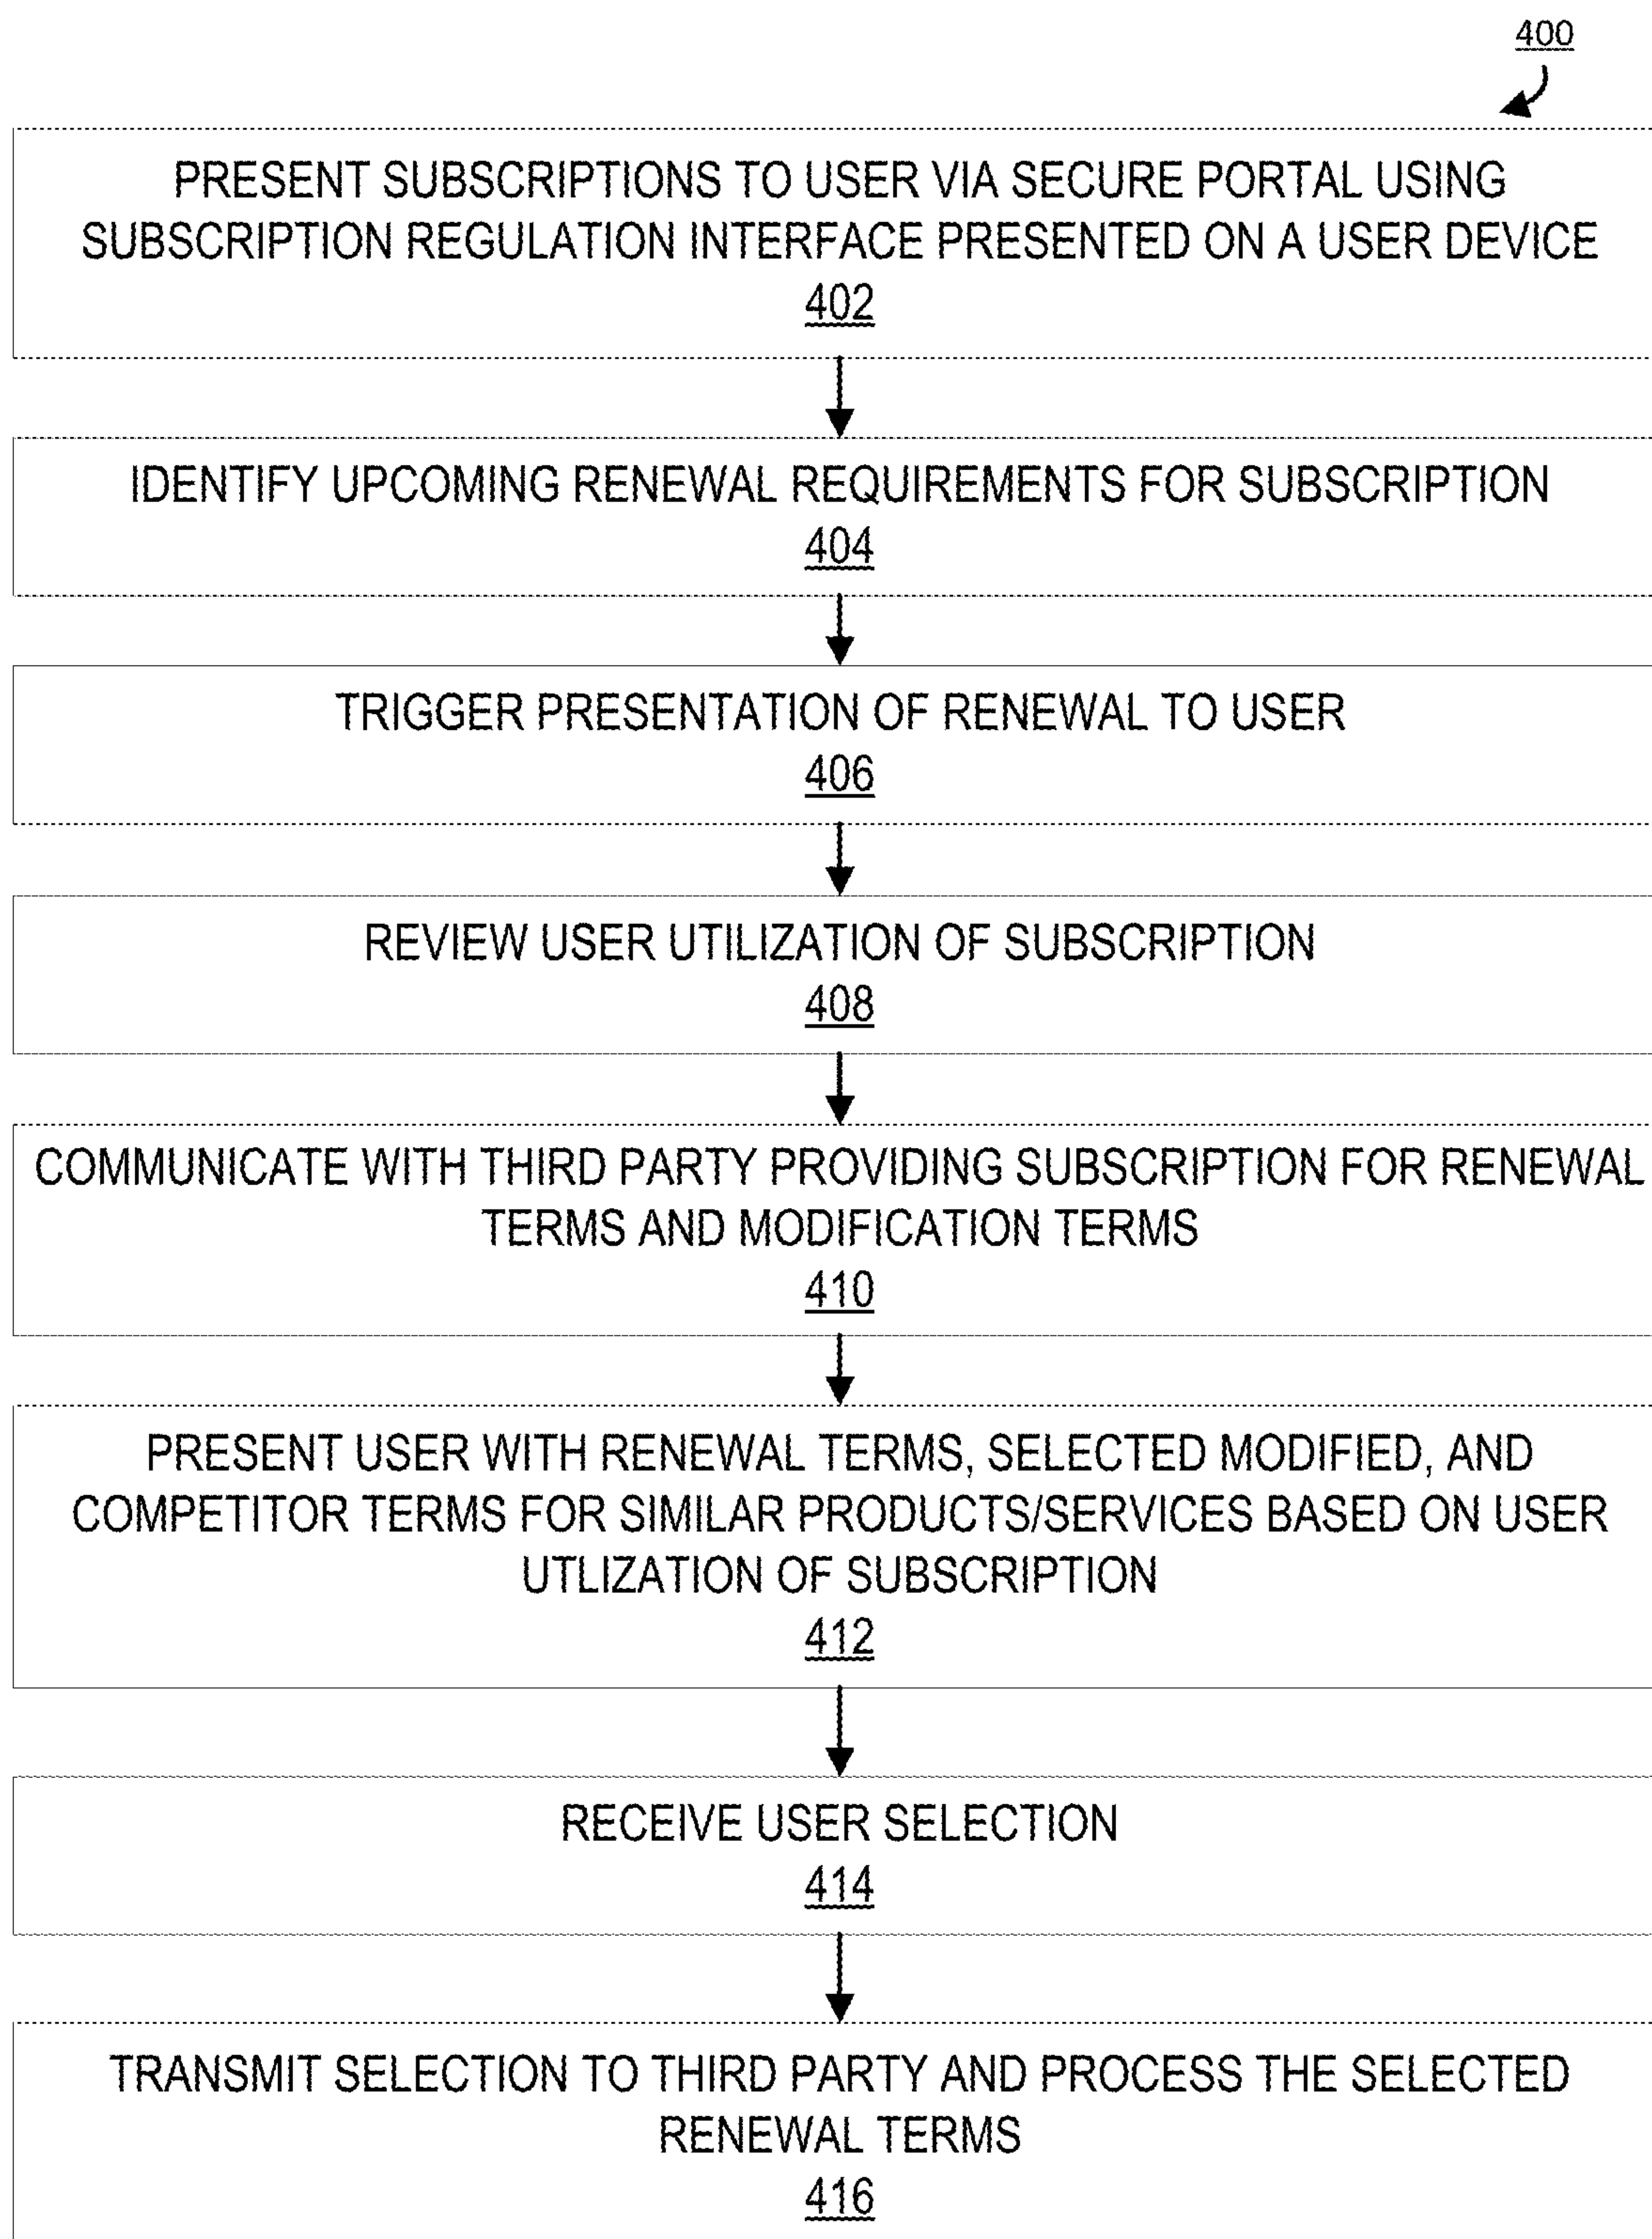 400
PRESENT SUBSCRIPTIONS TO USER VIA SECURE PORTAL USING
SUBSCRIPTION REGULATION INTERFACE PRESENTED ON A USER DEVICE
402
IDENTIFY UPCOMING RENEWAL REQUIREMENTS FOR SUBSCRIPTION
404
TRIGGER PRESENTATION OF RENEWAL TO USER
406
REVIEW USER UTILIZATION OF SUBSCRIPTION
408
COMMUNICATE WITH THIRD PARTY PROVIDING SUBSCRIPTION FOR RENEWAL
TERMS AND MODIFICATION TERMS
410
PRESENT USER WITH RENEWAL TERMS, SELECTED MODIFIED, AND
COMPETITOR TERMS FOR SIMILAR PRODUCTS/SERVICES BASED ON USER
UTLIZATION OF SUBSCRIPTION
412
RECEIVE USER SELECTION
414
TRANSMIT SELECTION TO THIRD PARTY AND PROCESS THE SELECTED
RENEWAL TERMS
416